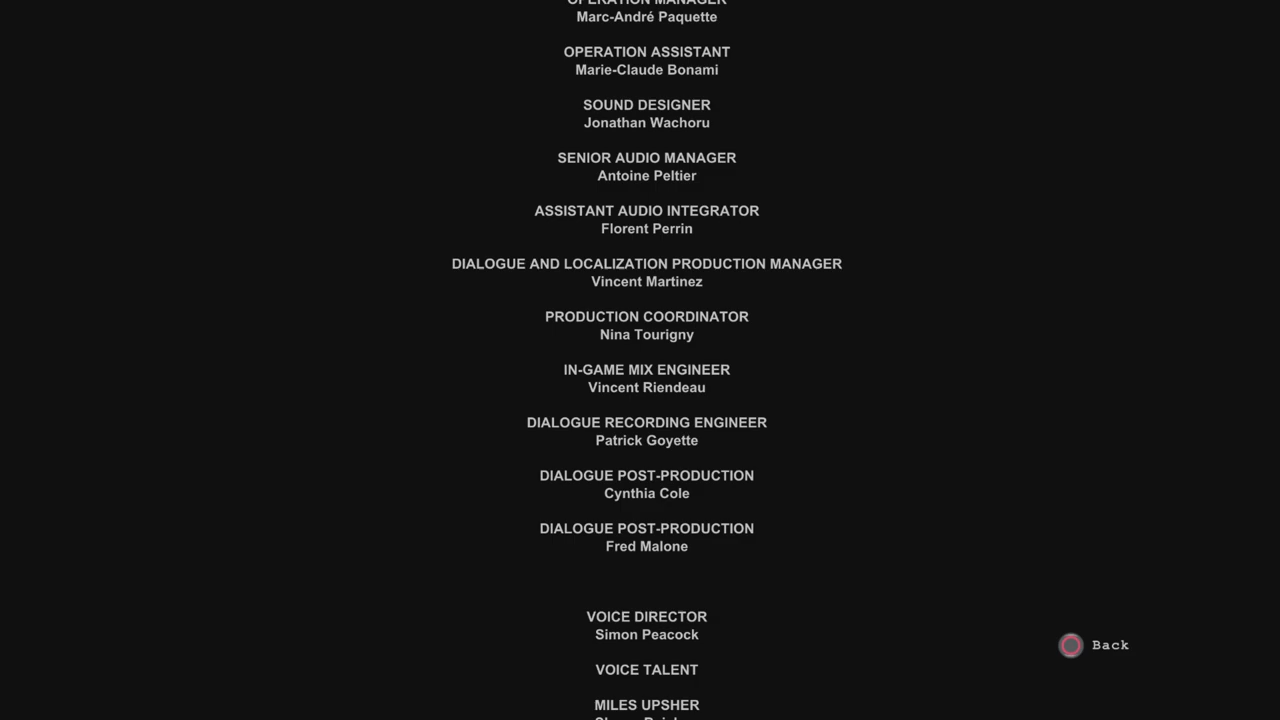 OPERATION MANAGER
Marc-André Paquette
OPERATION ASSISTANT
Marie-Claude Bonami
SOUND DESIGNER
Jonathan Wachoru
SENIOR AUDIO MANAGER
Antoine Peltier
ASSISTANT AUDIO INTEGRATOR
Florent Perrin
DIALOGUE AND LOCALIZATION PRODUCTION MANAGER
Vincent Martinez
PRODUCTION COORDINATOR
Nina Tourigny
IN-GAME MIX ENGINEER
Vincent Riendeau
DIALOGUE RECORDING ENGINEER
Patrick Goyette
DIALOGUE POST-PRODUCTION
Cynthia Cole
DIALOGUE POST-PRODUCTION
Fred Malone
VOICE DIRECTOR
Simon Peacock
Back
VOICE TALENT
MILES UPSHER